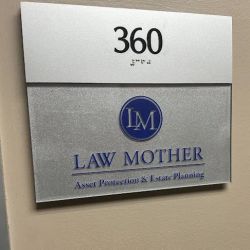 360
⠼⠉⠋⠚
LM
LAW MOTHER
Asset Protection & Estate Planning